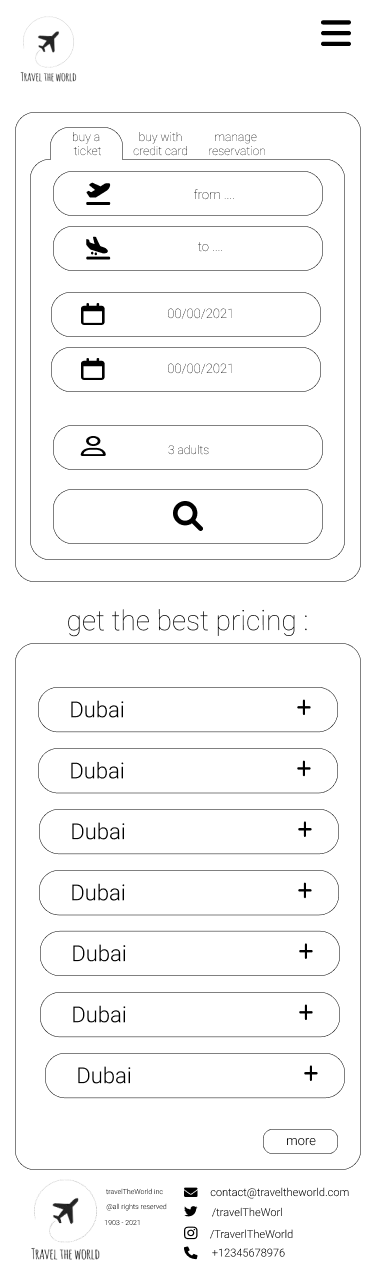 TRAVEL THE WORLD
buy a
ticket
buy with
credit card
manage
reservation
from ....
to ....
00/00/2021
00/00/2021
3 adults
get the best pricing :
Dubai
Dubai
Dubai
Dubai
Dubai
Dubai
Dubai
more
TRAVEL THE WORLD
travelTheWorld inc
@all rights reserved
1903 - 2021
contact@traveltheworld.com
/travelTheWorl
/TraverlTheWorld
+12345678976